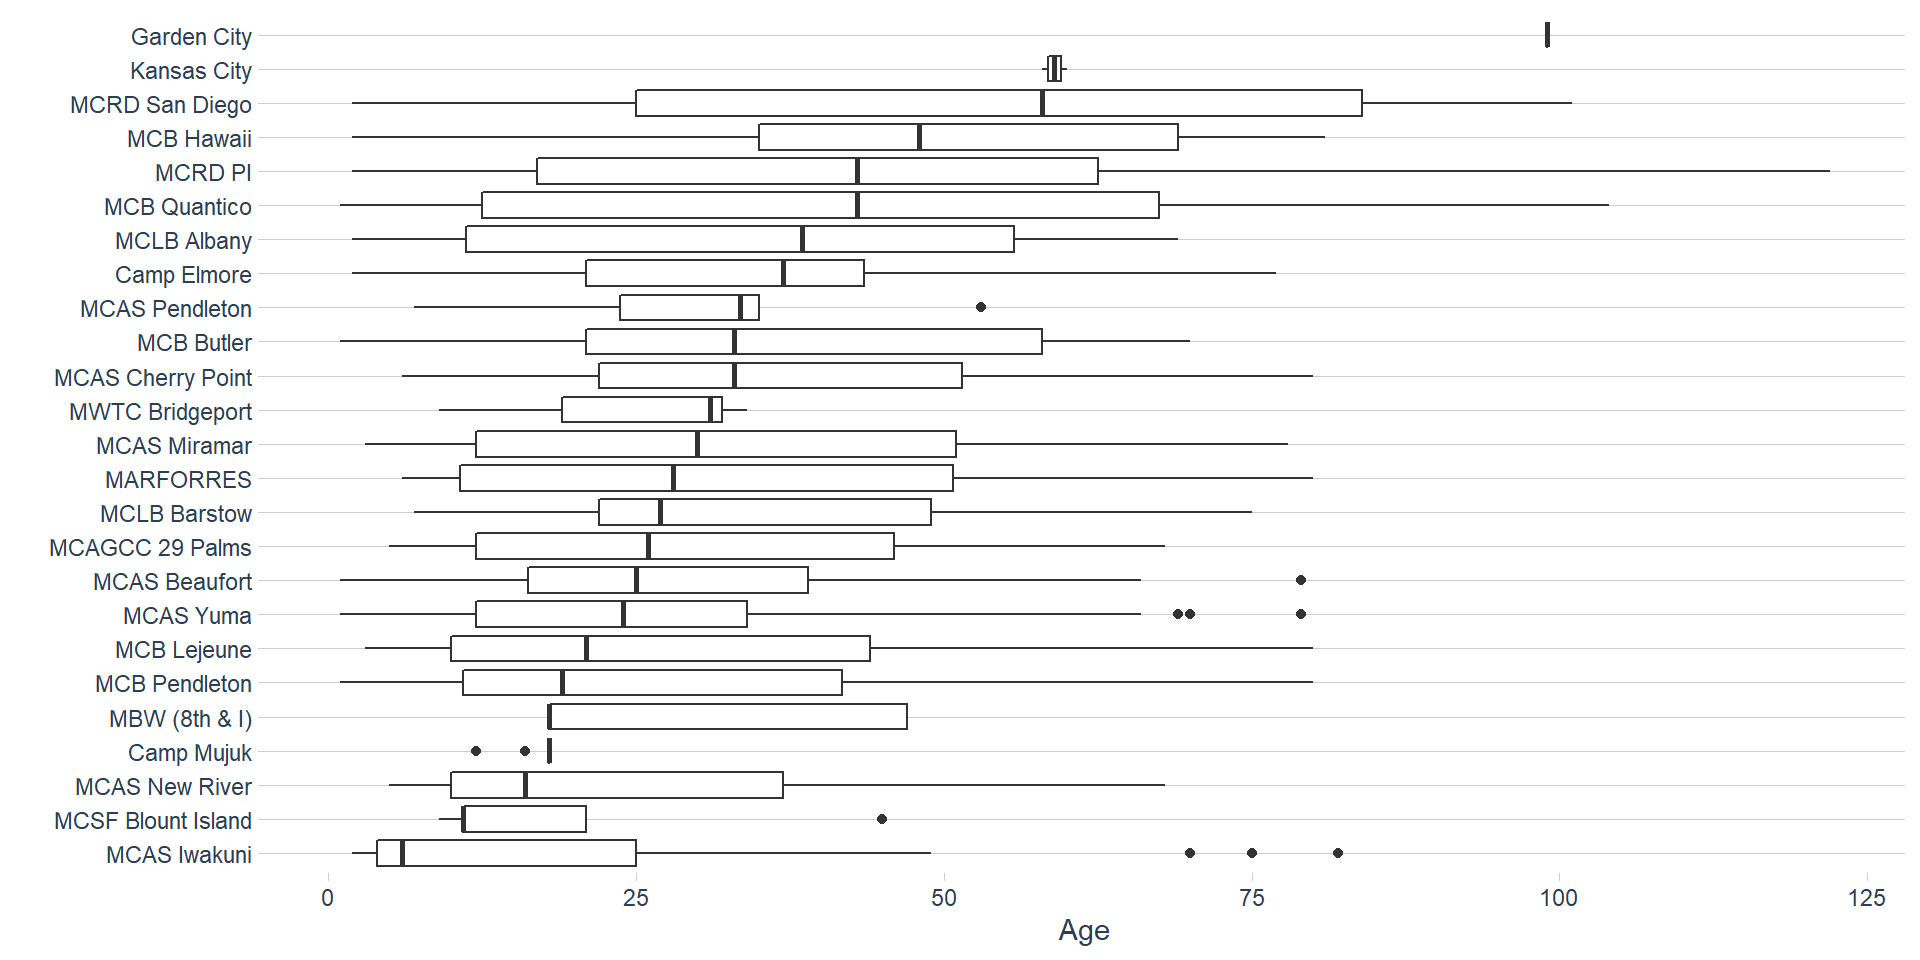 Garden City
Kansas City
MCRD San Diego
MCB Hawaii
MCRD PI
MCB Quantico
MCLB Albany
Camp Elmore
MCAS Pendleton
MCB Butler
MCAS Cherry Point
MWTC Bridgeport
MCAS Miramar
MARFORRES
MCLB Barstow
MCAGCC 29 Palms
MCAS Beaufort
MCAS Yuma
MCB Lejeune
MCB Pendleton
MBW (8th & I)
Camp Mujuk
MCAS New River
MCSF Blount Island
MCAS Iwakuni
0 25 50 75 100 125
Age